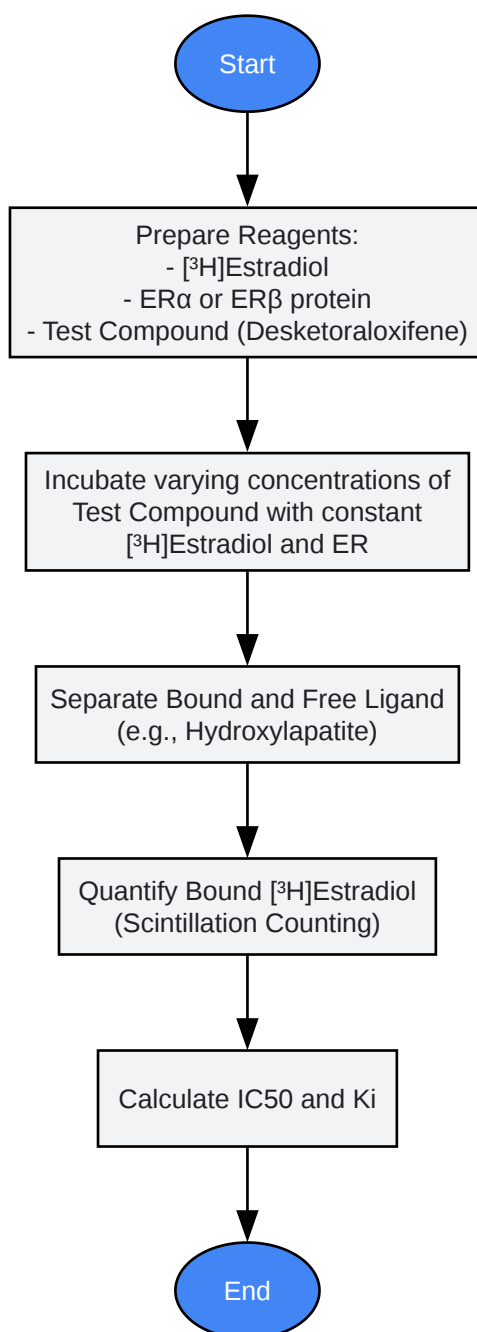 Start
Prepare Reagents:
- [³H]Estradiol
- ERα or ERβ protein
- Test Compound (Desketoraloxifene)
Incubate varying concentrations of
Test Compound with constant
[³H]Estradiol and ER
Separate Bound and Free Ligand
(e.g., Hydroxylapatite)
Quantify Bound [³H]Estradiol
(Scintillation Counting)
Calculate IC50 and Ki
End